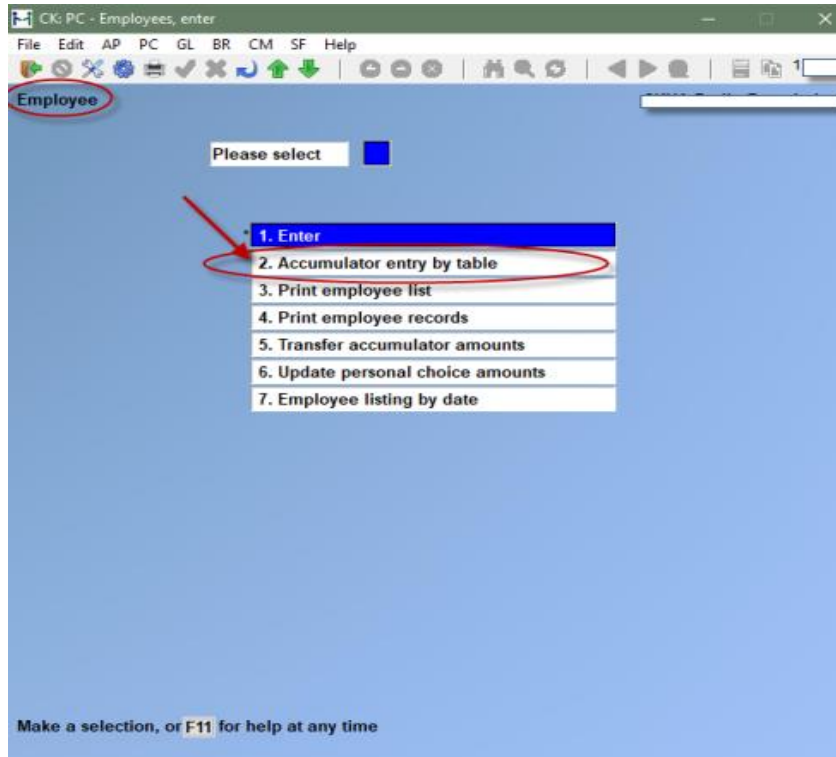 CK: PC - Employees, enter
File Edit AP PC GL BR CM SF Help
1
Employee
Please select
1. Enter
2. Accumulator entry by table
3. Print employee list
4. Print employee records
5. Transfer accumulator amounts
6. Update personal choice amounts
7. Employee listing by date
Make a selection, or F11 for help at any time